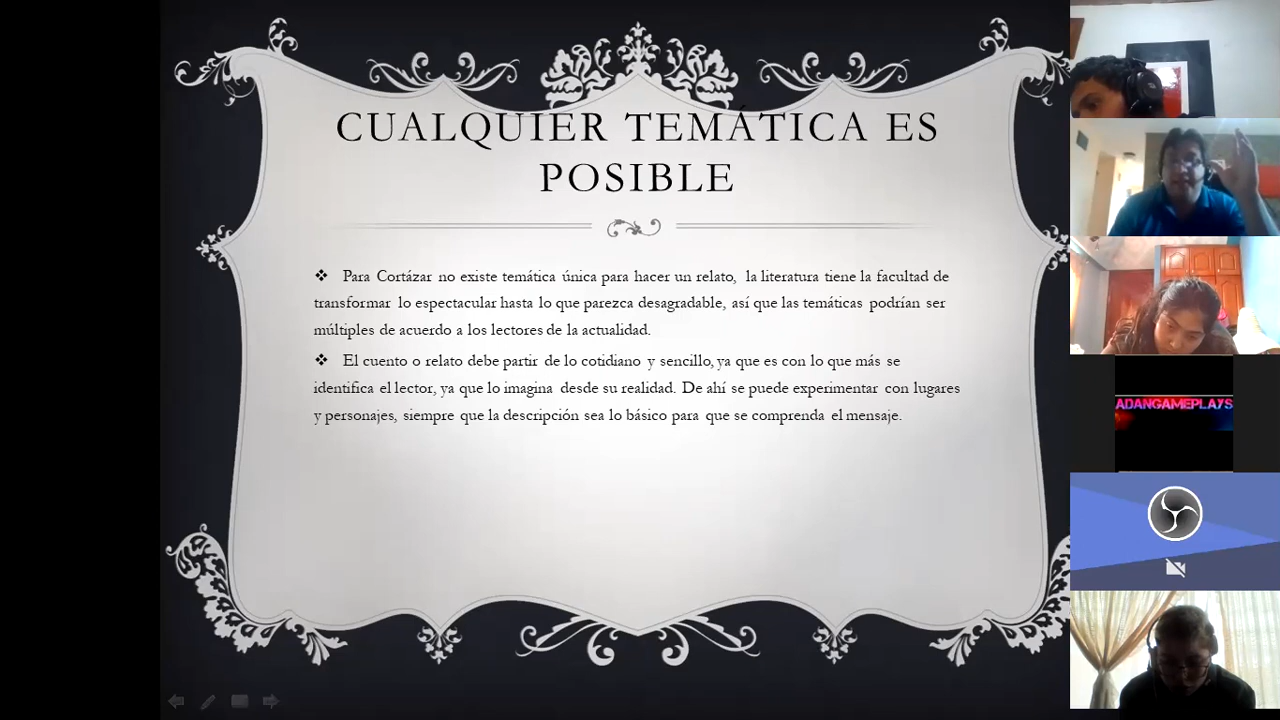 CUALQUIER TEMÁTICA ES
POSIBLE
❖ Para Cortázar no existe temática única para hacer un relato, la literatura tiene la facultad de
transformar lo espectacular hasta lo que parezca desagradable, así que las temáticas podrían ser
múltiples de acuerdo a los lectores de la actualidad.
❖ El cuento o relato debe partir de lo cotidiano y sencillo, ya que es con lo que más se
identifica el lector, ya que lo imagina desde su realidad. De ahí se puede experimentar con lugares
y personajes, siempre que la descripción sea lo básico para que se comprenda el mensaje.
ADANGAMEPLAYS